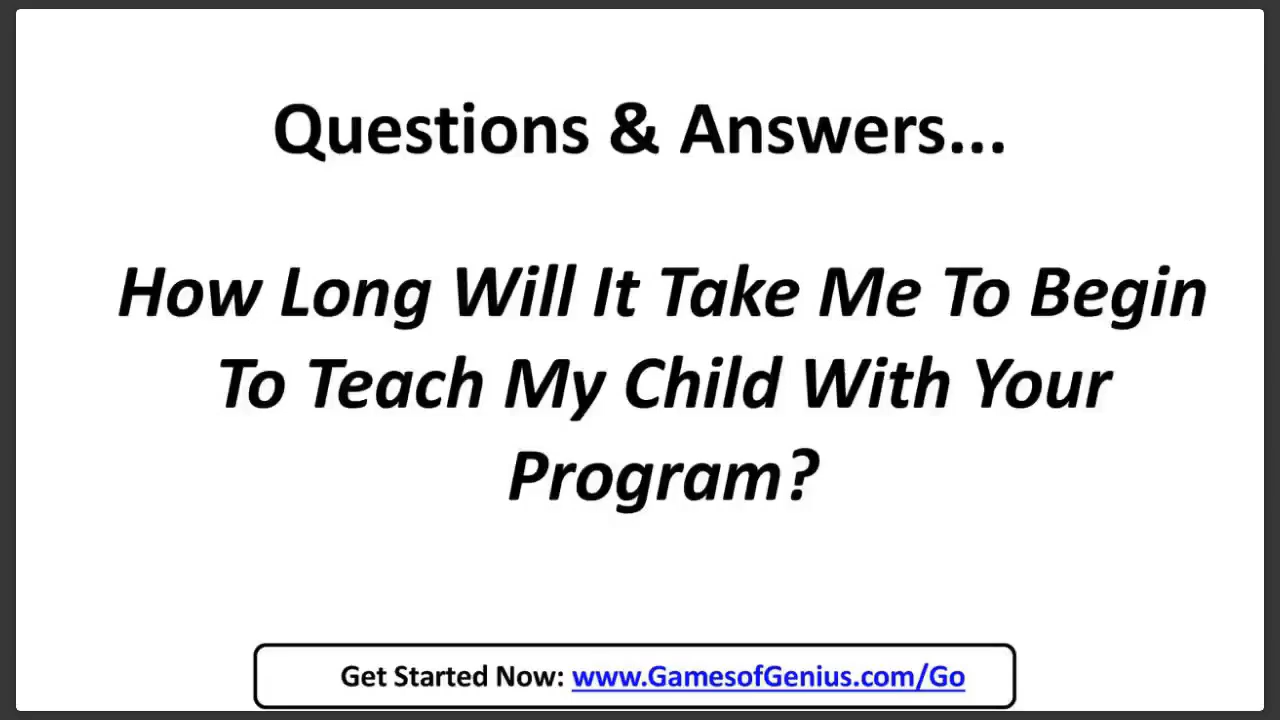 Questions & Answers...
How Long Will It Take Me To Begin
To Teach My Child With Your
Program?
Get Started Now: www.GamesofGenius.com/Go